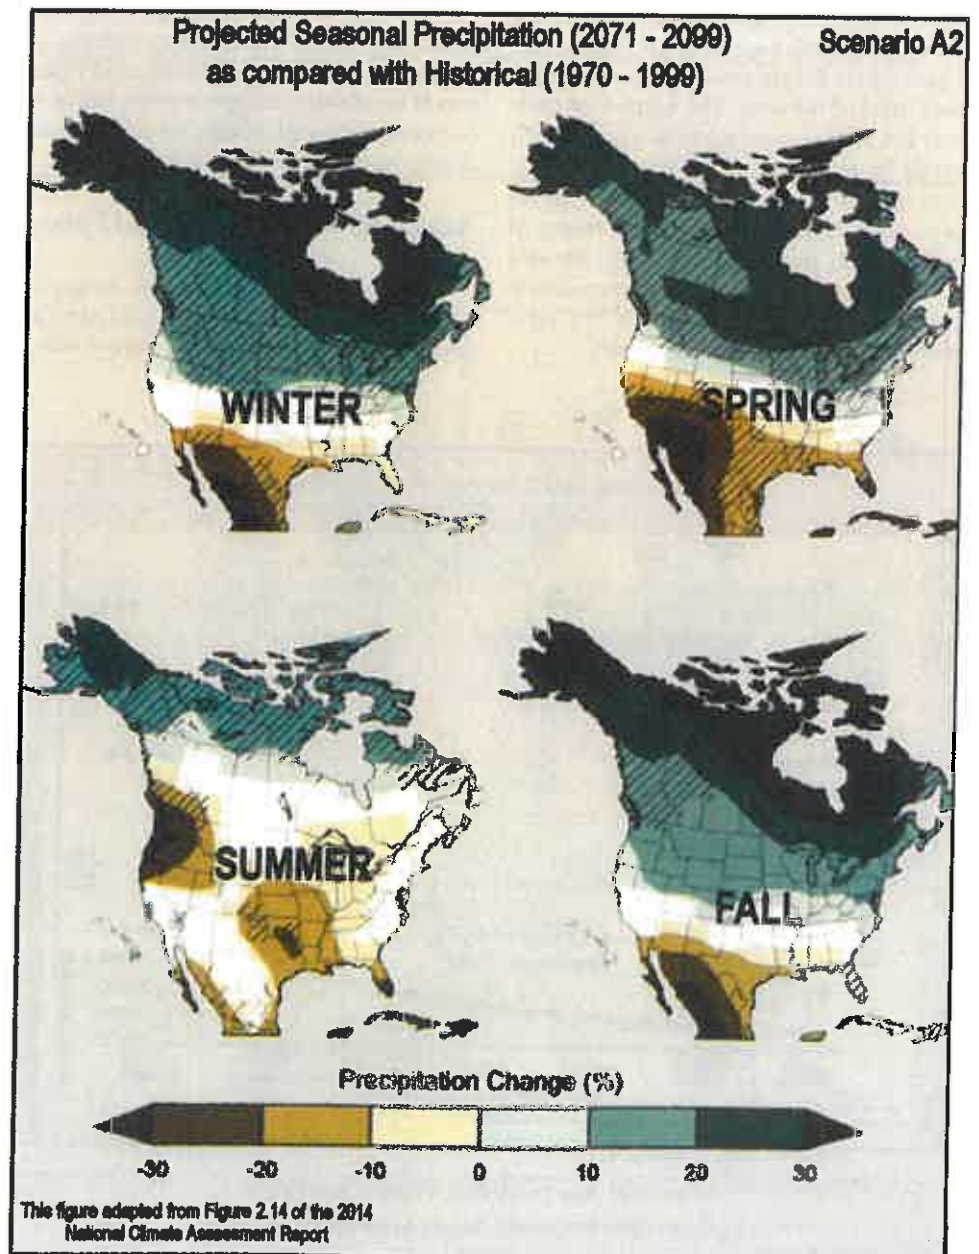 Projected Seasonal Precipitation (2071 - 2099)
as compared with Historical (1970 - 1999)
Scenario A2
WINTER
SPRING
SUMMER
FALL
Precipitation Change (%)
-30 -20 -10 0 10 20 30
This figure adapted from Figure 2.14 of the 2014
National Climate Assessment Report